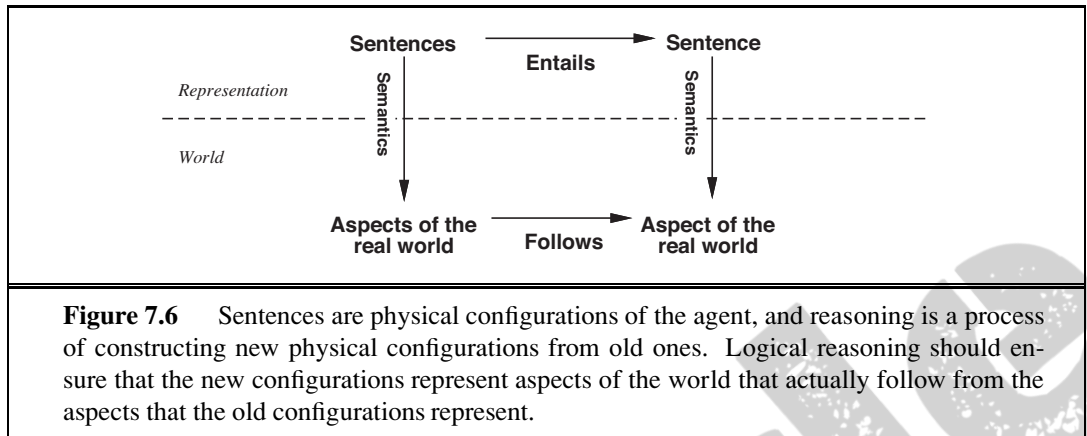 Sentences
Entails
Sentence
Representation
Semantics
Semantics
World
Aspects of the
real world
Follows
Aspect of the
real world
Figure 7.6 Sentences are physical configurations of the agent, and reasoning is a process
of constructing new physical configurations from old ones. Logical reasoning should en-
sure that the new configurations represent aspects of the world that actually follow from the
aspects that the old configurations represent.